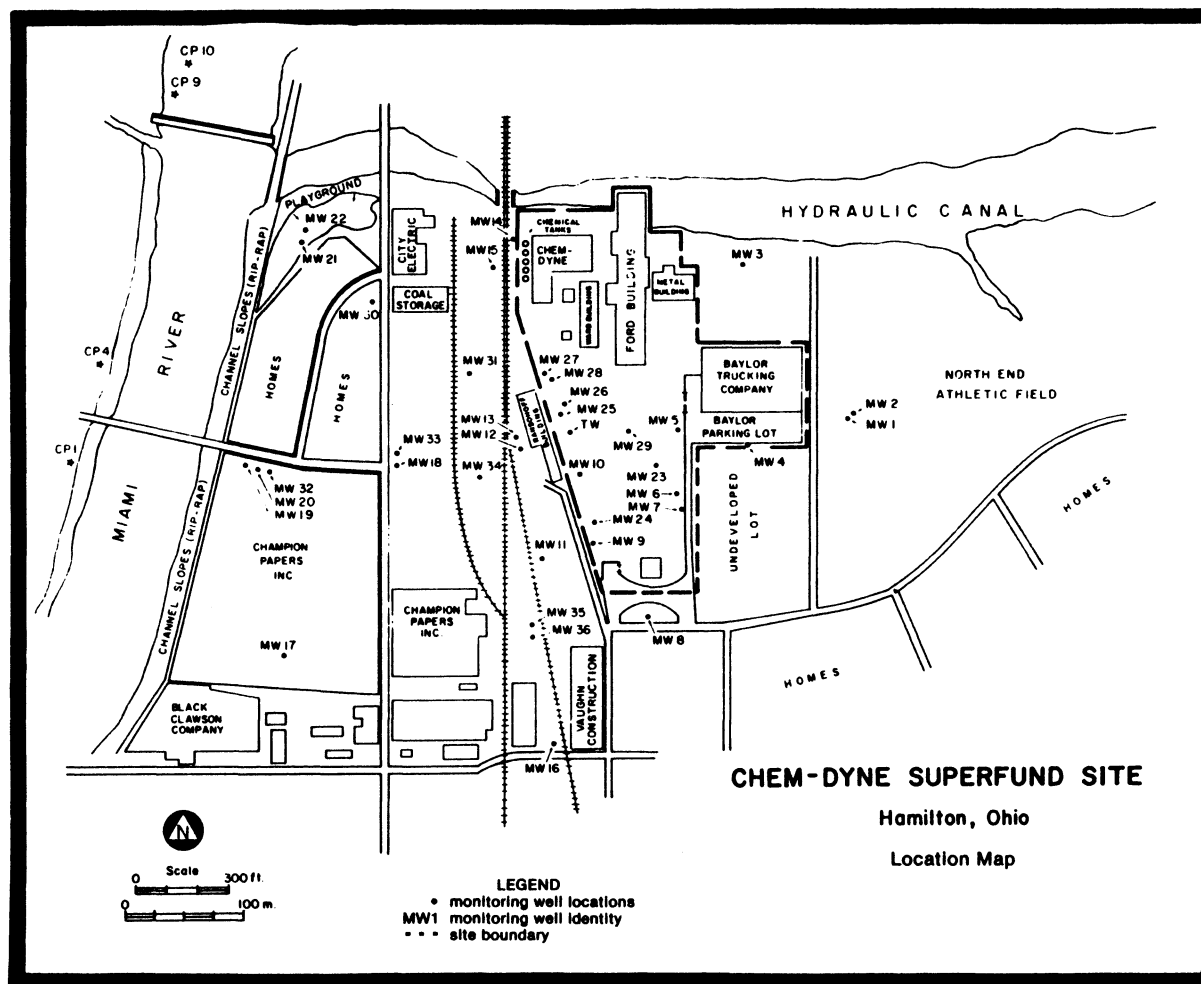 CP 10
CP 9
PLAYGROUND
MW 22
MW 21
HYDRAULIC CANAL
MW 14
CHEMICAL
TANKS
CITY
ELECTRIC
MW 15
CHEM-
DYNE
FORD BUILDING
METAL
BUILDING
MW 3
COAL
STORAGE
CHANNEL SLOPES (RIP-RAP)
RIVER
CP 4
HOMES
HOMES
MW 31
MW 27
MW 28
MW 26
MW 25
TW
BAYLOR
TRUCKING
COMPANY
NORTH END
ATHLETIC FIELD
MW 2
MW 1
MW 13
MW 12
BUILDING
MW 5
BAYLOR
PARKING LOT
MW 29
MW 4
CP 1
MW 33
MW 18
MW 34
MW 10
MW 23
MW 32
MW 20
MW 19
MW 6
MW 7
MIAMI
HOMES
CHAMPION
PAPERS
INC
MW 24
MW 9
UNDEVELOPED
LOT
MW 11
CHANNEL SLOPES (RIP-RAP)
CHAMPION
PAPERS
INC.
MW 35
MW 36
MW 8
MW 17
HOMES
BLACK
CLAWSON
COMPANY
VAUGHN
CONSTRUCTION
MW 16
CHEM-DYNE SUPERFUND SITE
Hamilton, Ohio
Location Map
N
Scale
0 300 ft.
0 100 m.
LEGEND
• monitoring well locations
MW1 monitoring well identity
--- site boundary